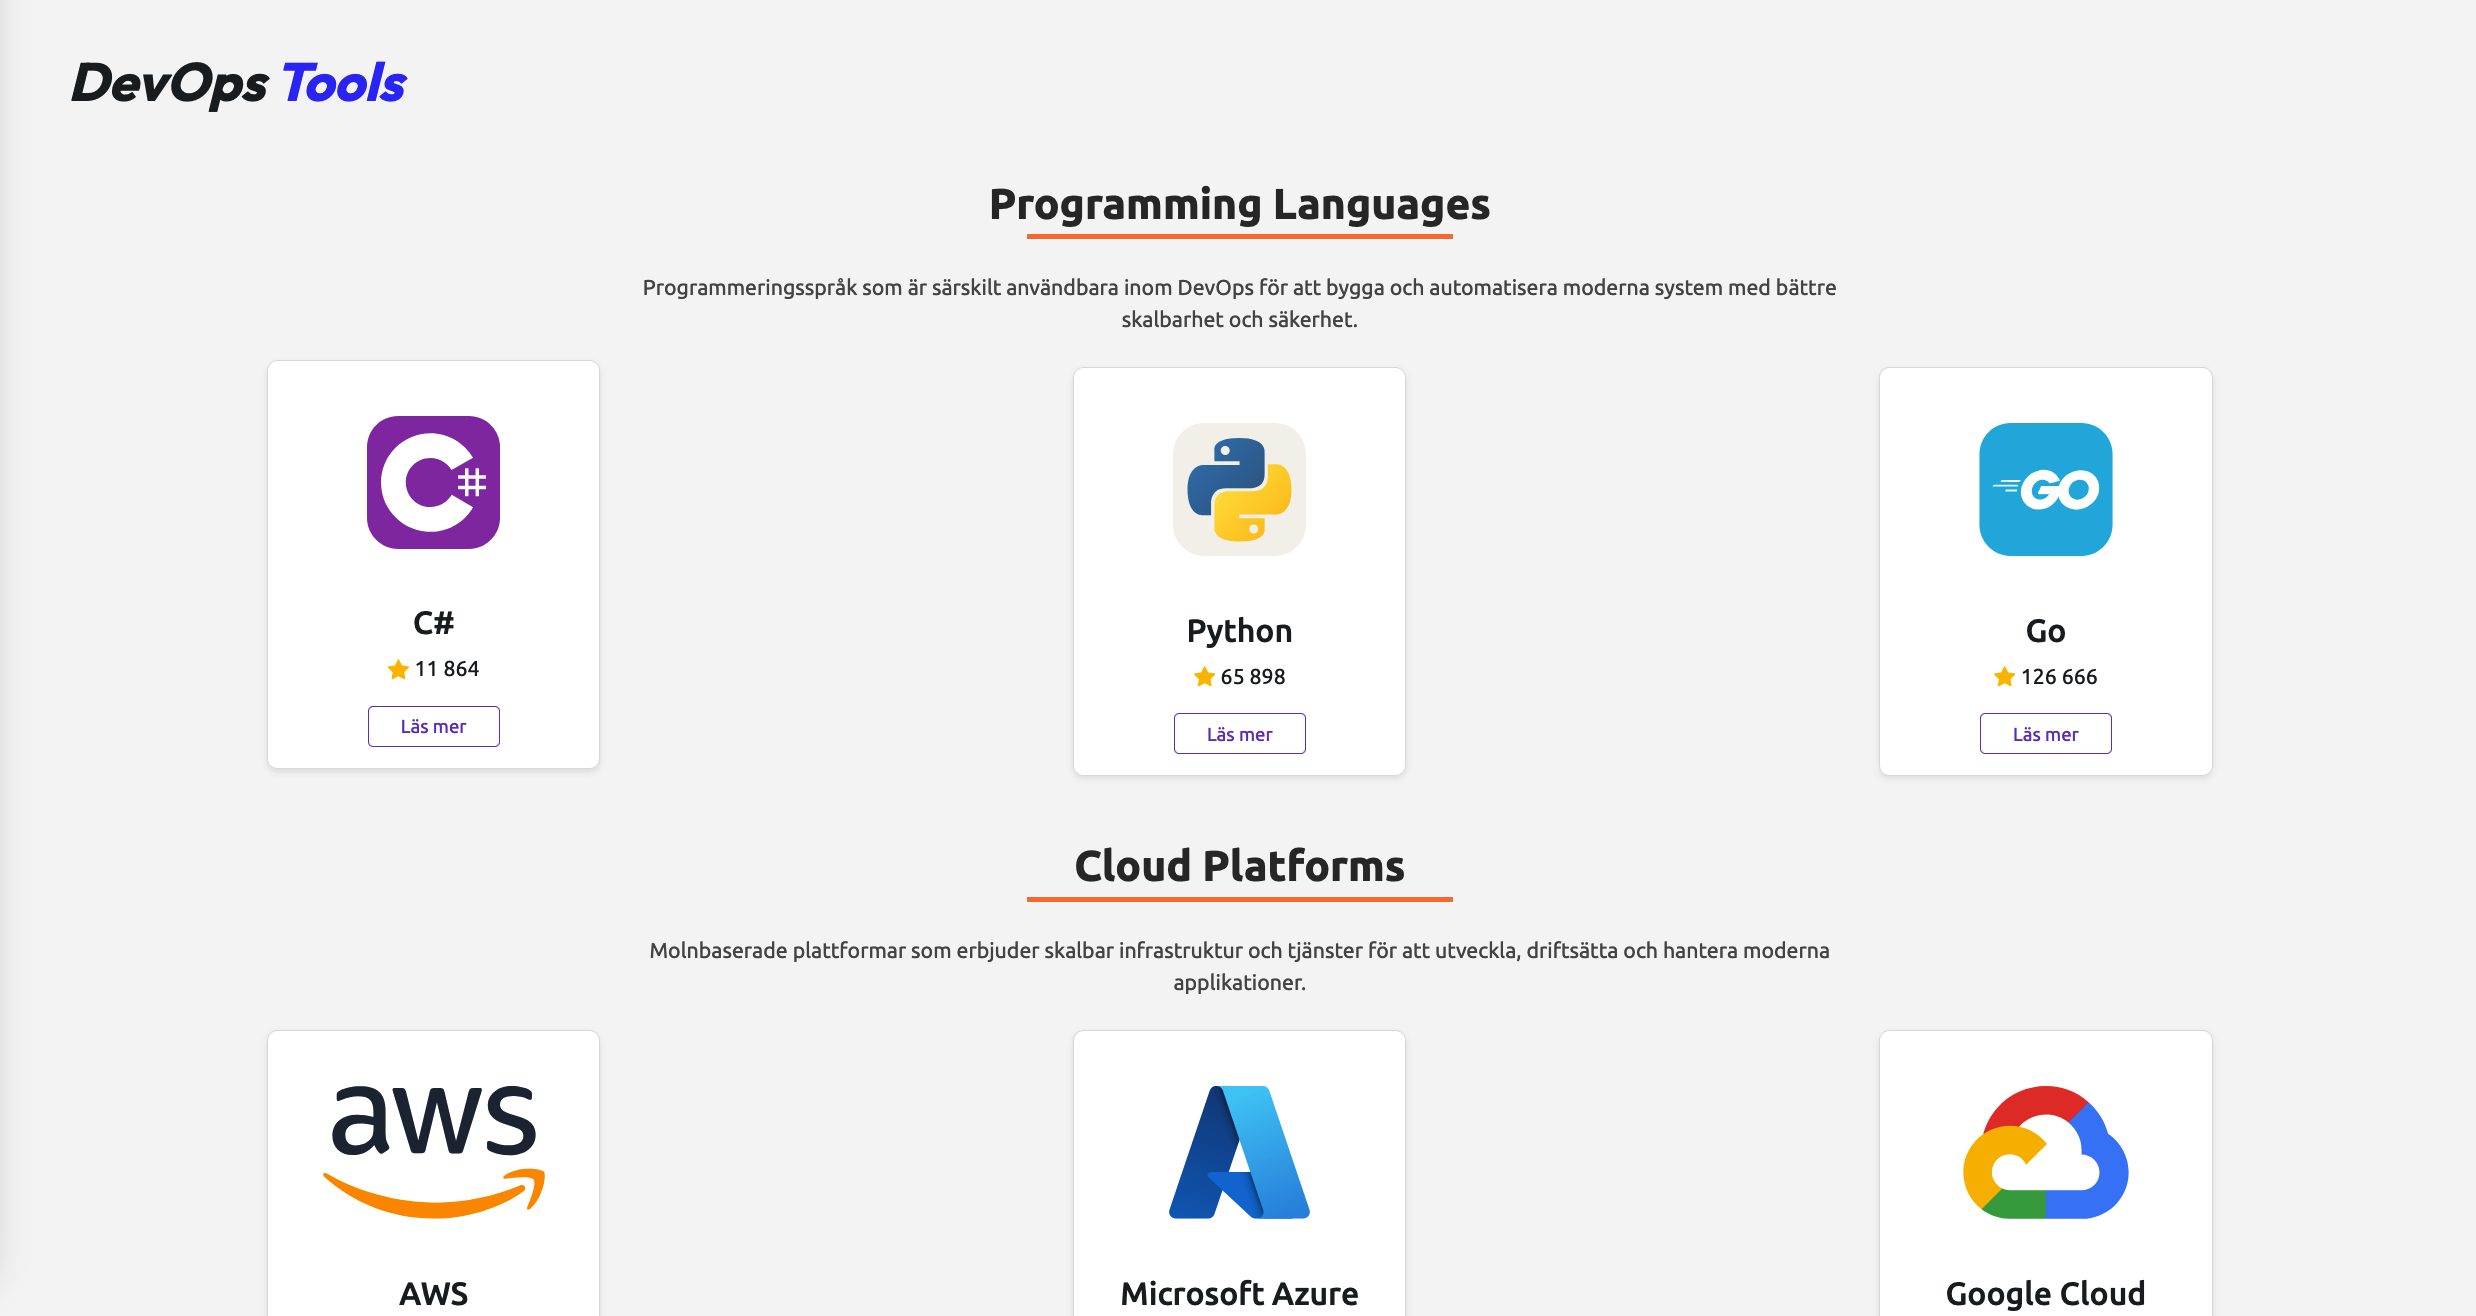 DevOps Tools
Programming Languages
Programmeringsspråk som är särskilt användbara inom DevOps för att bygga och automatisera moderna system med bättre
skalbarhet och säkerhet.
C#
GO
C#
11 864
Läs mer
Python
65 898
Läs mer
Go
126 666
Läs mer
Cloud Platforms
Molnbaserade plattformar som erbjuder skalbar infrastruktur och tjänster för att utveckla, driftsätta och hantera moderna
applikationer.
aws
AWS
Microsoft Azure
Google Cloud